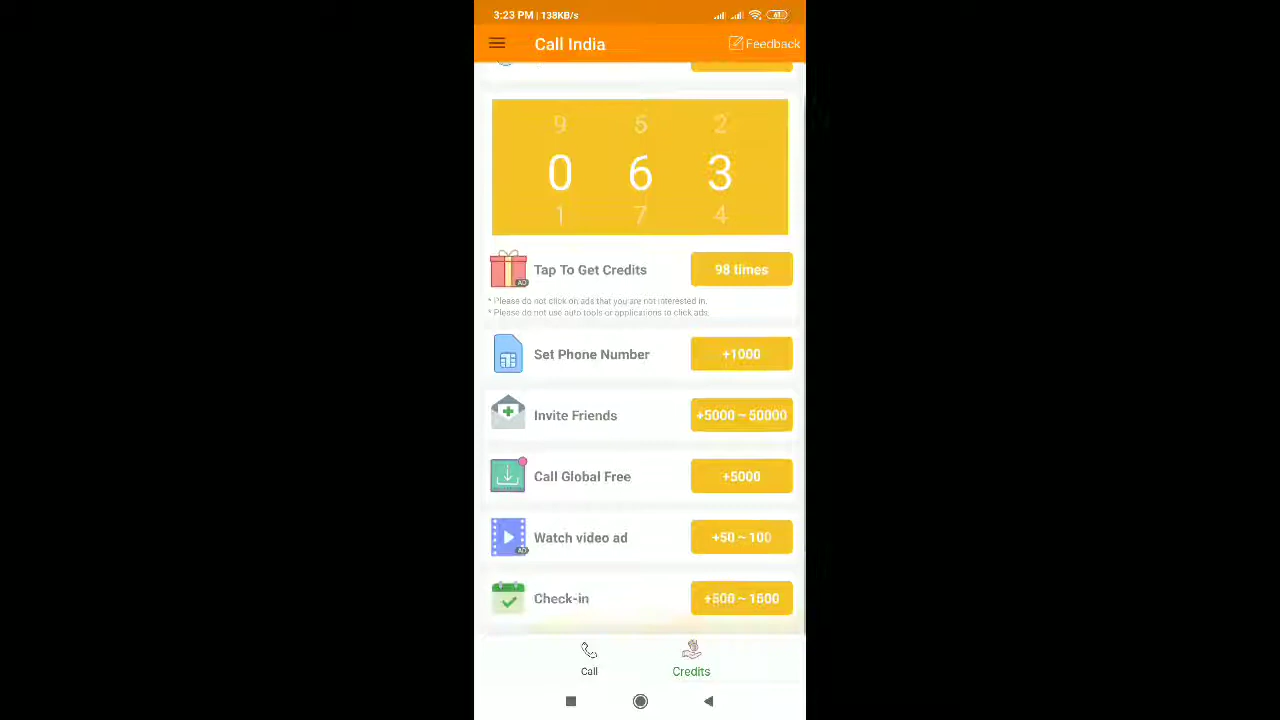 3:23 PM | 138KB/s
61
Call India
Feedback
9 5 2
0 6 3
1 7 4
Tap To Get Credits
98 times
AD
* Please do not click on ads that you are not interested in.
* Please do not use auto tools or applications to click ads.
Set Phone Number
+1000
Invite Friends
+5000 ~ 50000
Call Global Free
+5000
Watch video ad
+50 ~ 100
AD
Check-in
+500 ~ 1500
Call
Credits